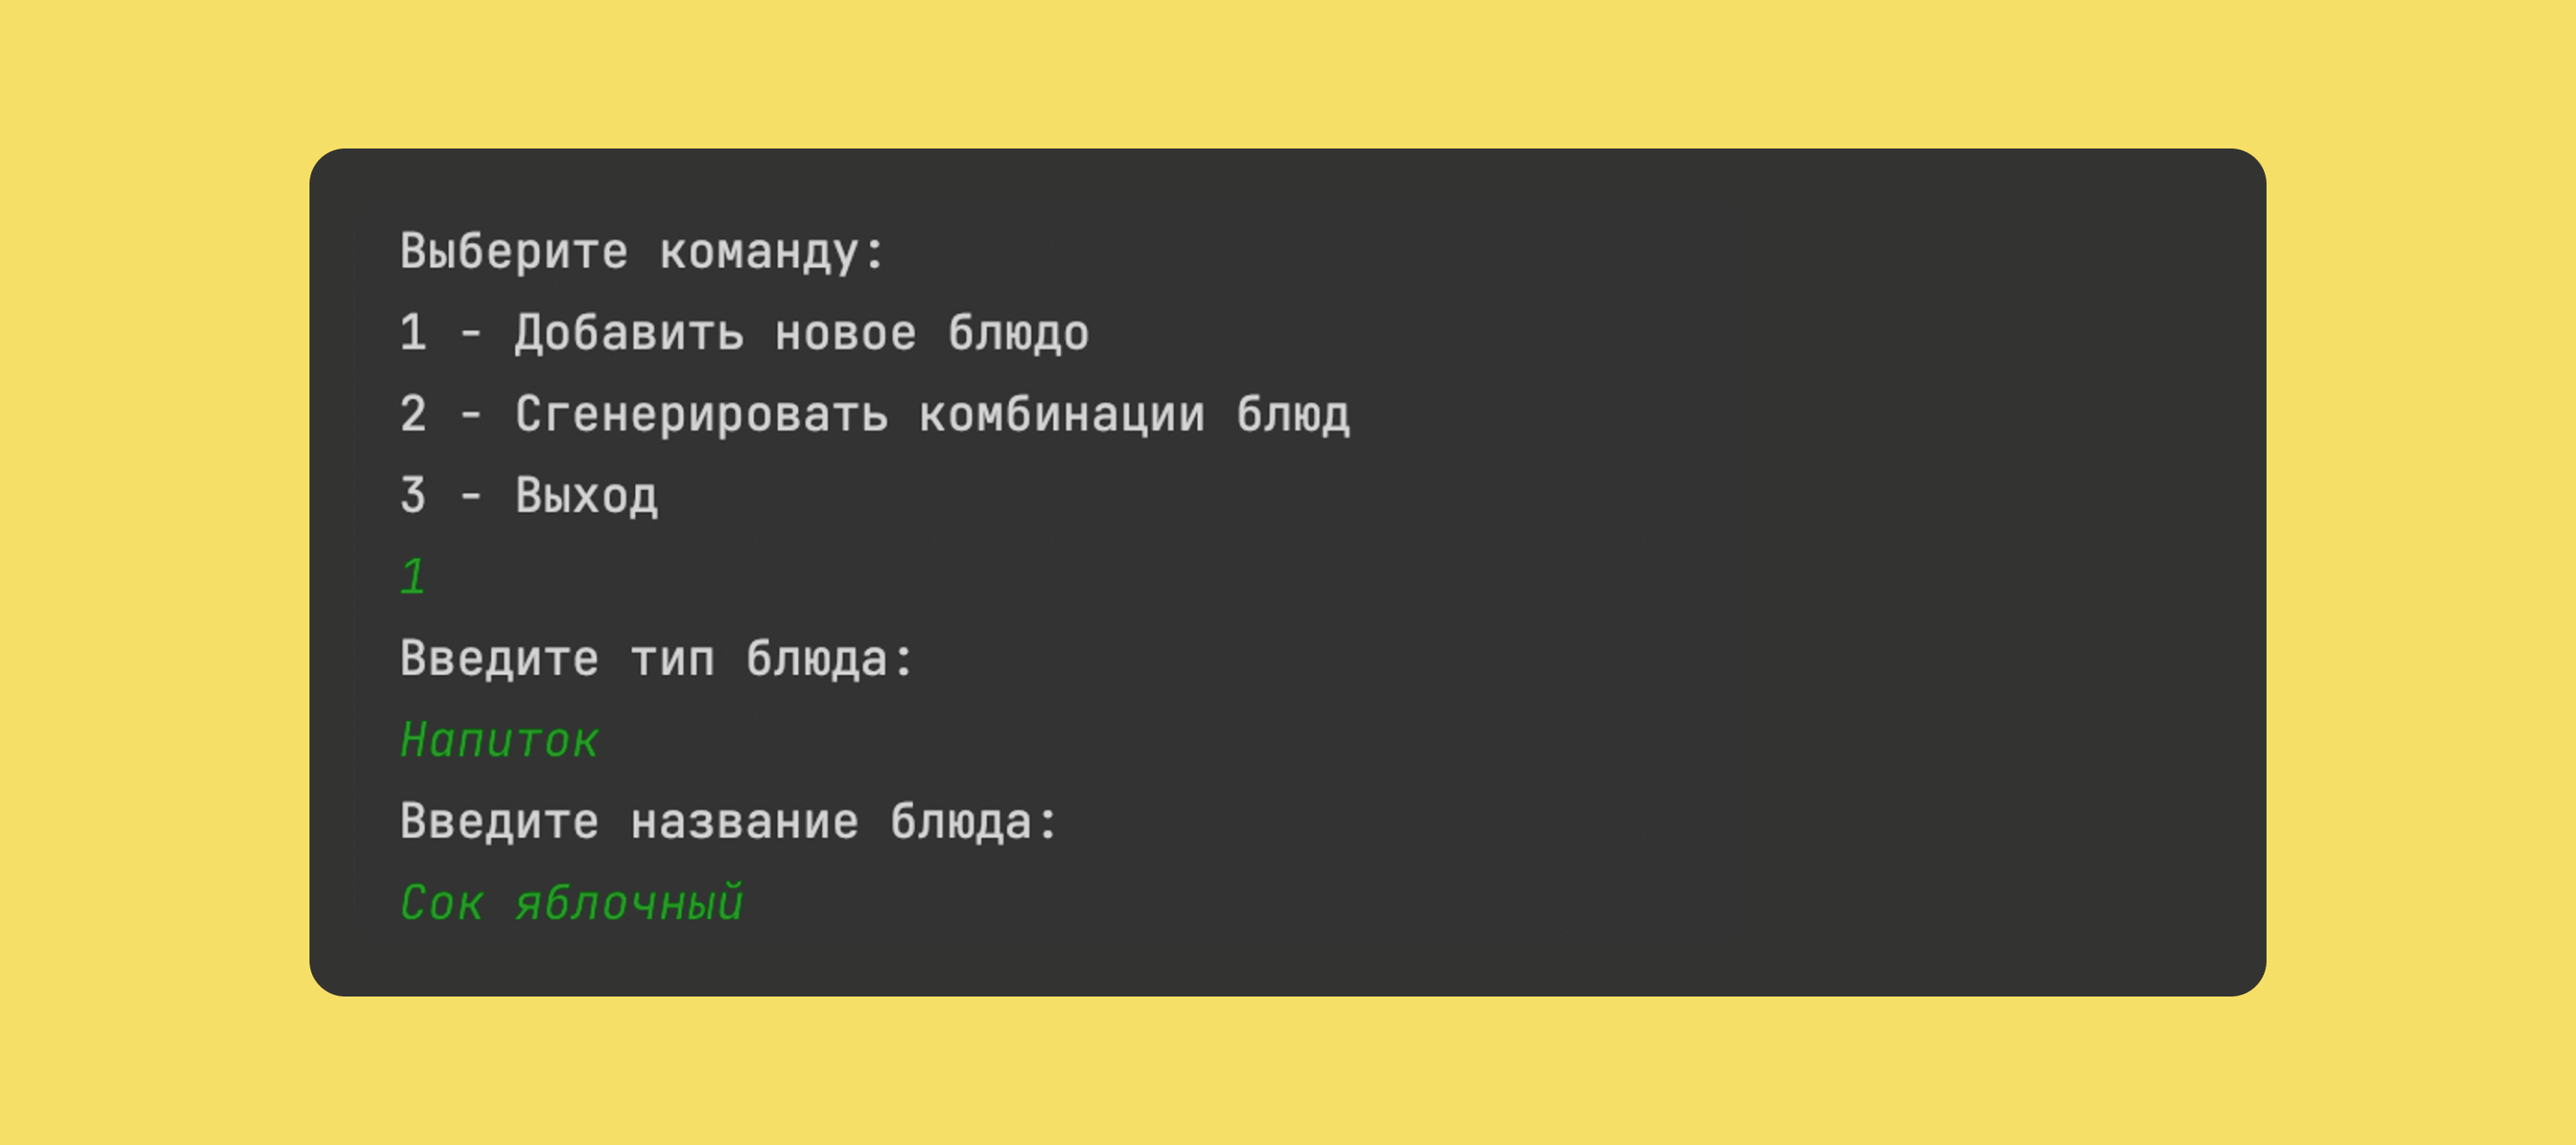 Выберите команду:
1 - Добавить новое блюдо
2 - Сгенерировать комбинации блюд
3 - Выход
1
Введите тип блюда:
Напиток
Введите название блюда:
Сок яблочный